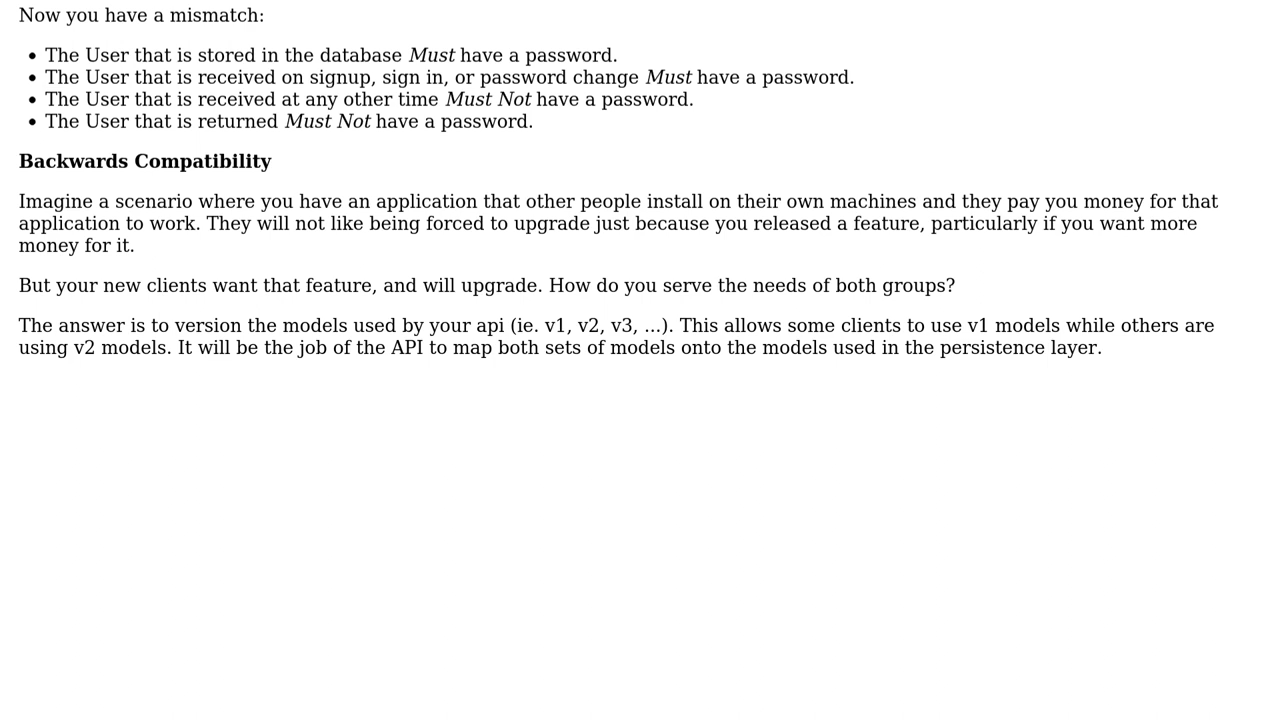 Now you have a mismatch:
• The User that is stored in the database Must have a password.
• The User that is received on signup, sign in, or password change Must have a password.
• The User that is received at any other time Must Not have a password.
• The User that is returned Must Not have a password.
Backwards Compatibility
Imagine a scenario where you have an application that other people install on their own machines and they pay you money for that
application to work. They will not like being forced to upgrade just because you released a feature, particularly if you want more
money for it.
But your new clients want that feature, and will upgrade. How do you serve the needs of both groups?
The answer is to version the models used by your api (ie. v1, v2, v3, ...). This allows some clients to use v1 models while others are
using v2 models. It will be the job of the API to map both sets of models onto the models used in the persistence layer.